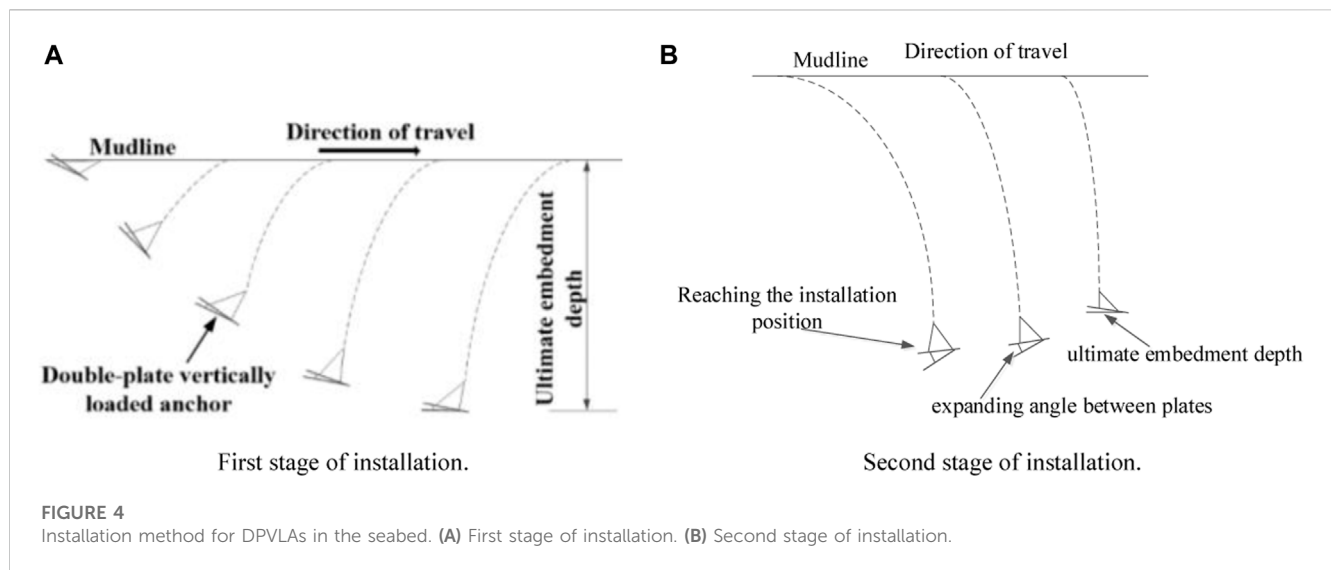 A
Mudline
Direction of travel
Ultimate embedment
depth
Double-plate vertically
loaded anchor
First stage of installation.
B
Mudline
Direction of travel
Reaching the installation
position
ultimate embedment depth
expanding angle between plates
Second stage of installation.
FIGURE 4
Installation method for DPVLAs in the seabed. (A) First stage of installation. (B) Second stage of installation.